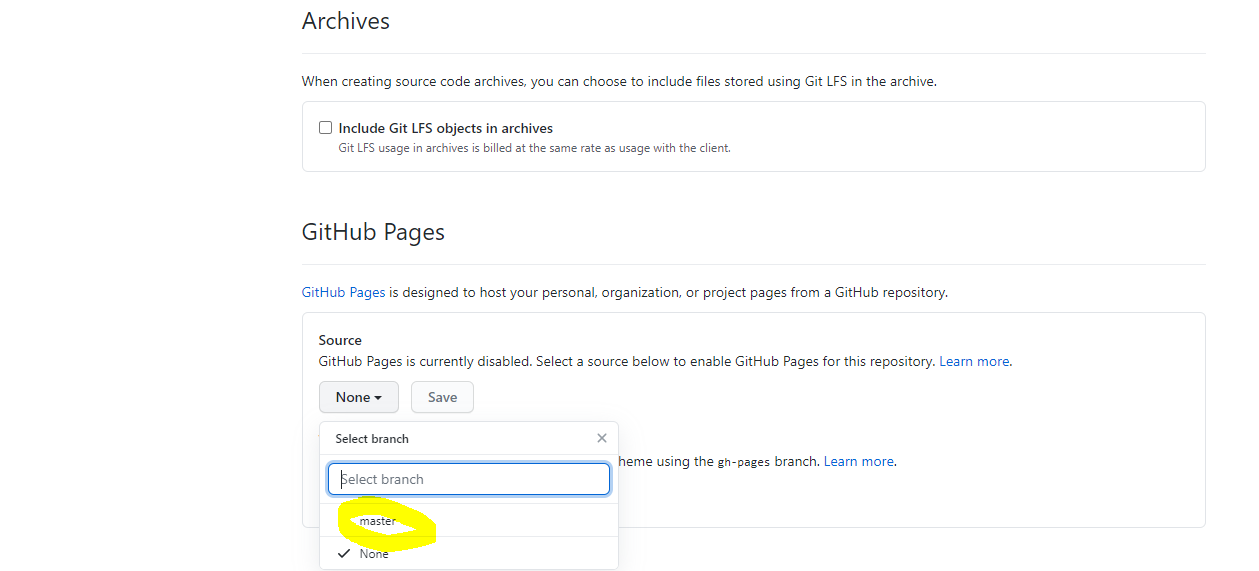 Archives
When creating source code archives, you can choose to include files stored using Git LFS in the archive.
Include Git LFS objects in archives
Git LFS usage in archives is billed at the same rate as usage with the client.
GitHub Pages
GitHub Pages is designed to host your personal, organization, or project pages from a GitHub repository.
Source
GitHub Pages is currently disabled. Select a source below to enable GitHub Pages for this repository. Learn more.
None Save
Select branch
heme using the gh-pages branch. Learn more.
Select branch
master
None